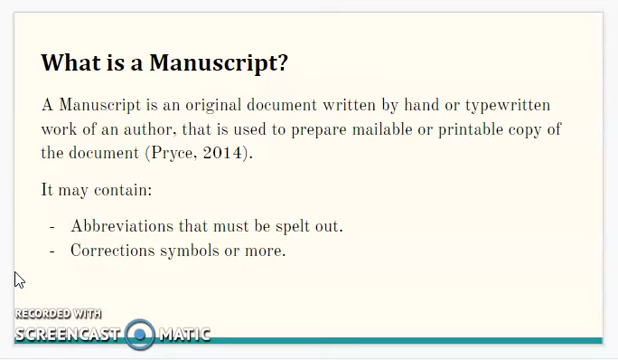 What is a Manuscript?
A Manuscript is an original document written by hand or typewritten
work of an author, that is used to prepare mailable or printable copy of
the document (Pryce, 2014).
It may contain:
- Abbreviations that must be spelt out.
- Corrections symbols or more.
RECORDED WITH
SCREENCAST MATIC